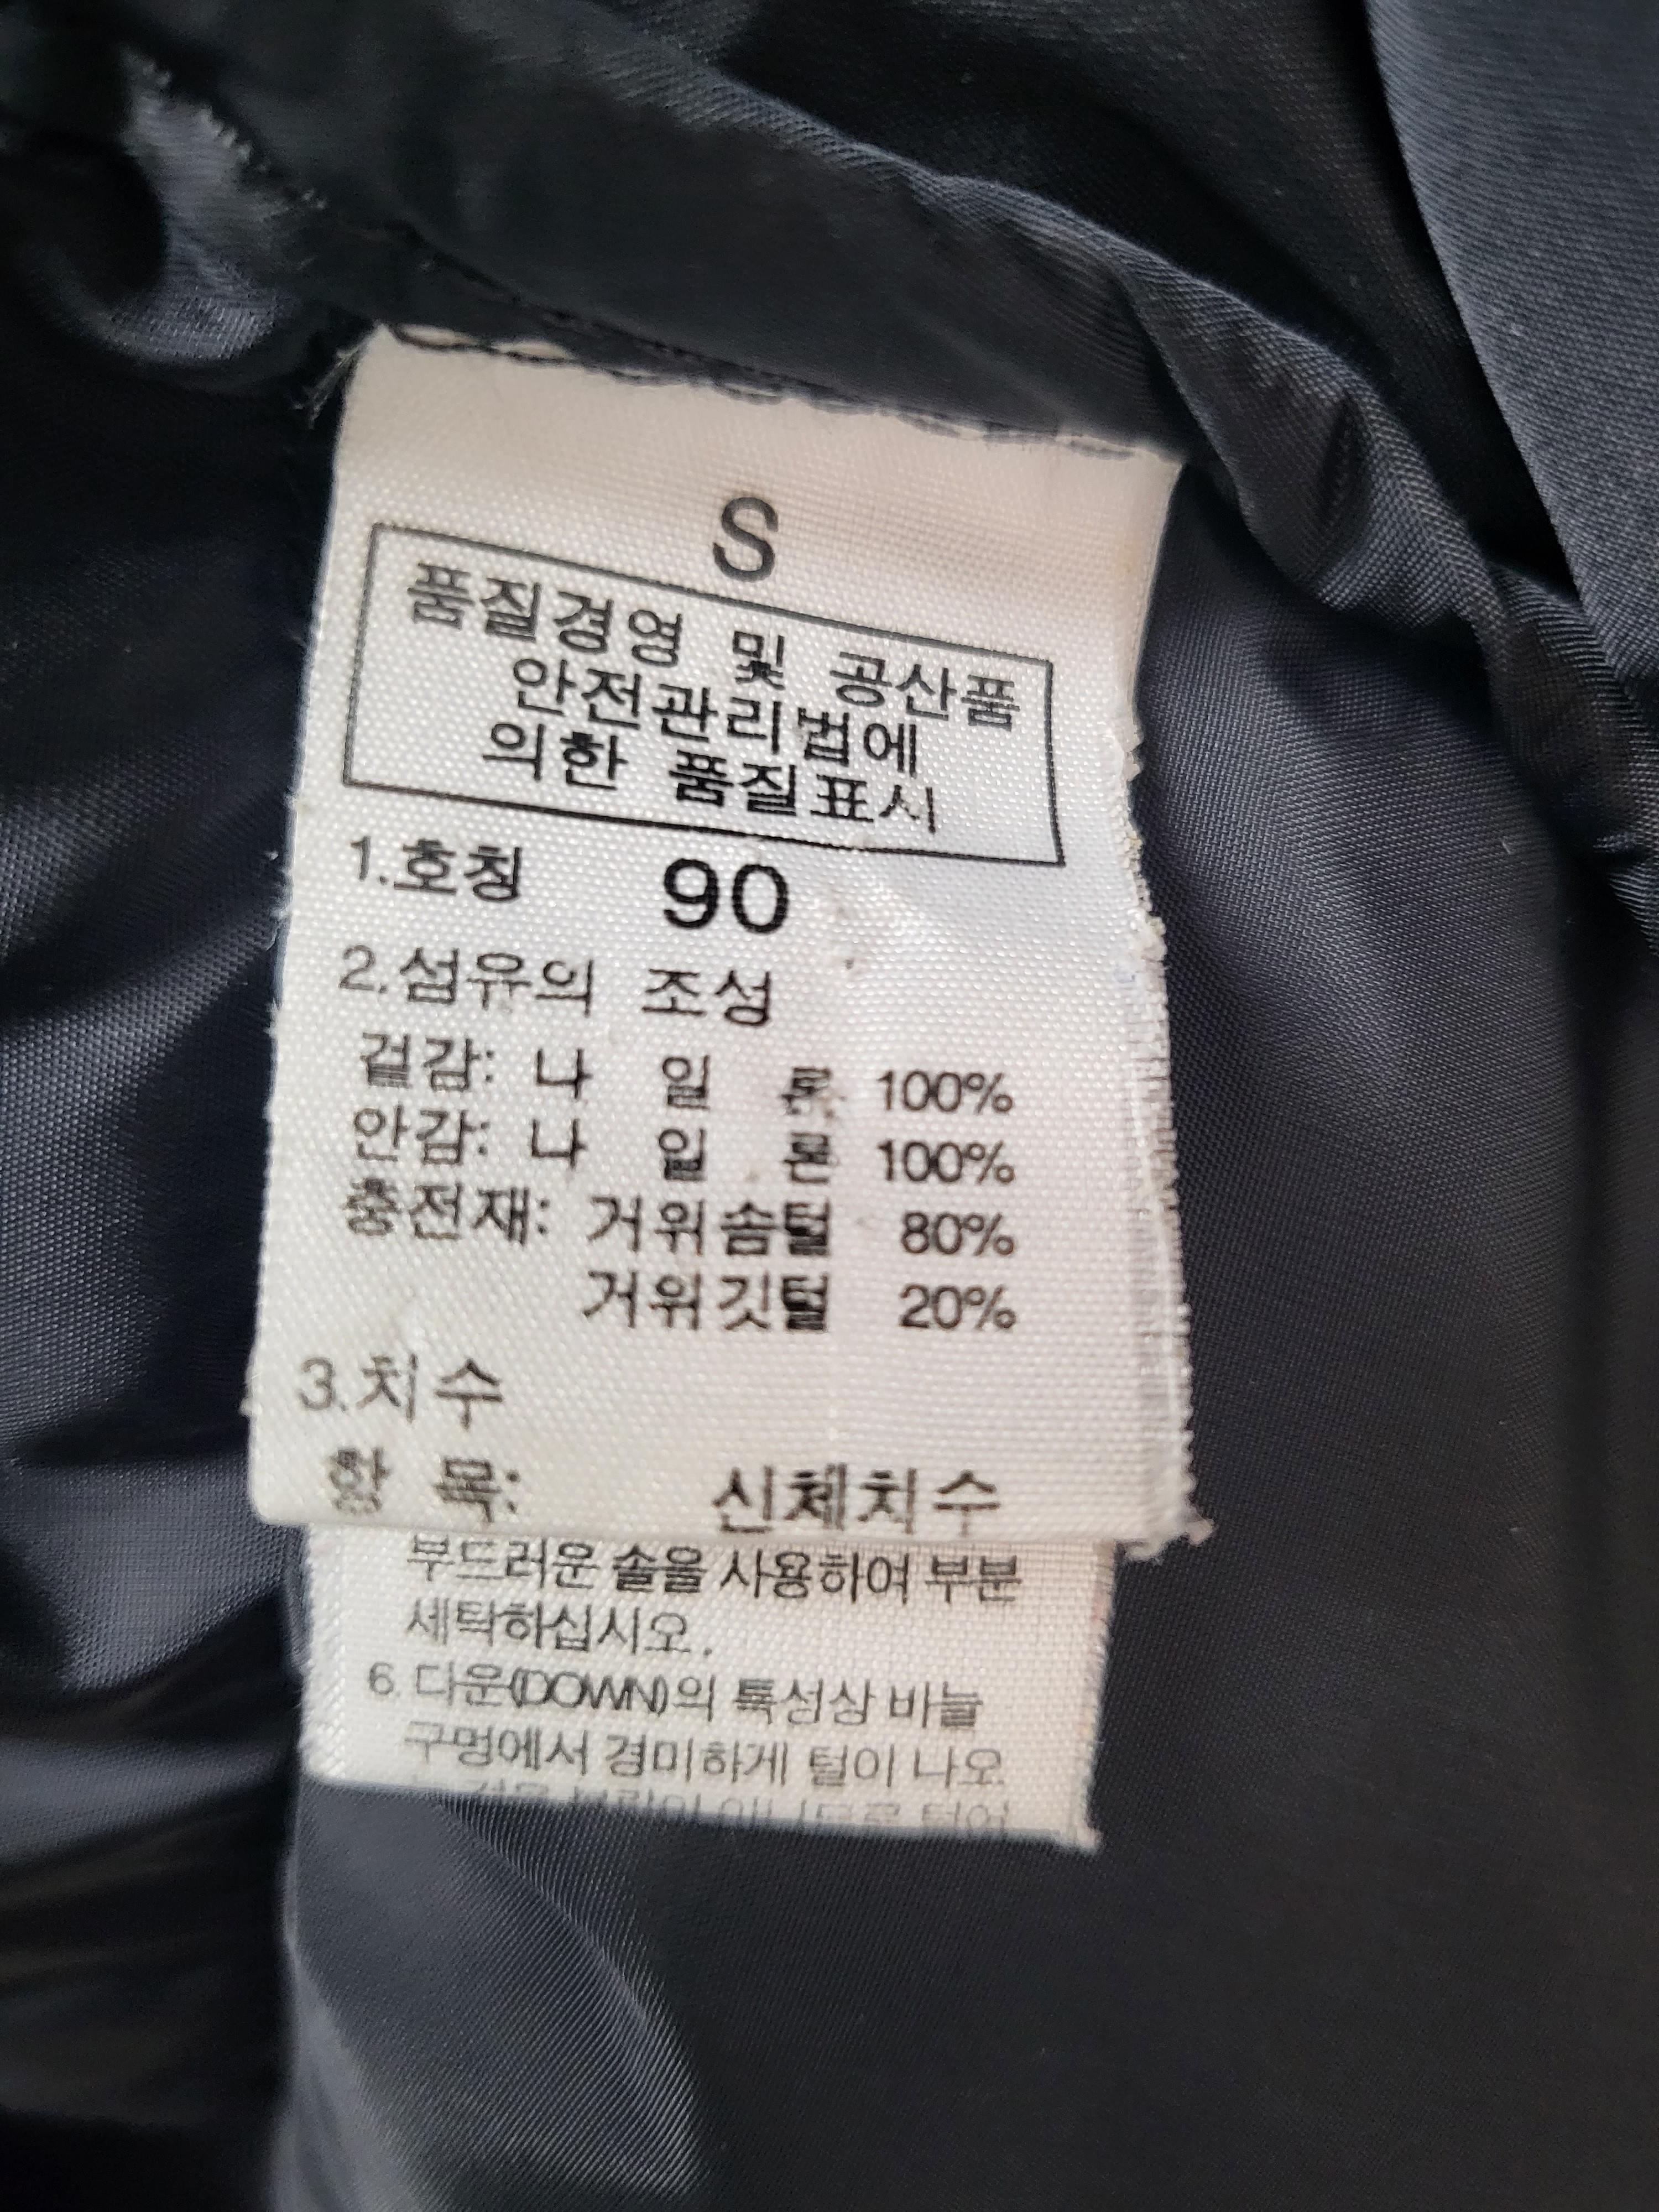 S
품질경영 및 공산품
안전관리법에
의한 품질표시
1.호칭 90
2.섬유의 조성
겉감: 나 일 론 100%
안감: 나 일 론 100%
충전재: 거위솜털 80%
거위깃털 20%
3.치수
항 목: 신체치수
부드러운 솔을 사용하여 부분
세탁하십시오.
6. 다운(DOWN)의 특성상 바늘
구멍에서 경미하게 털이 나오